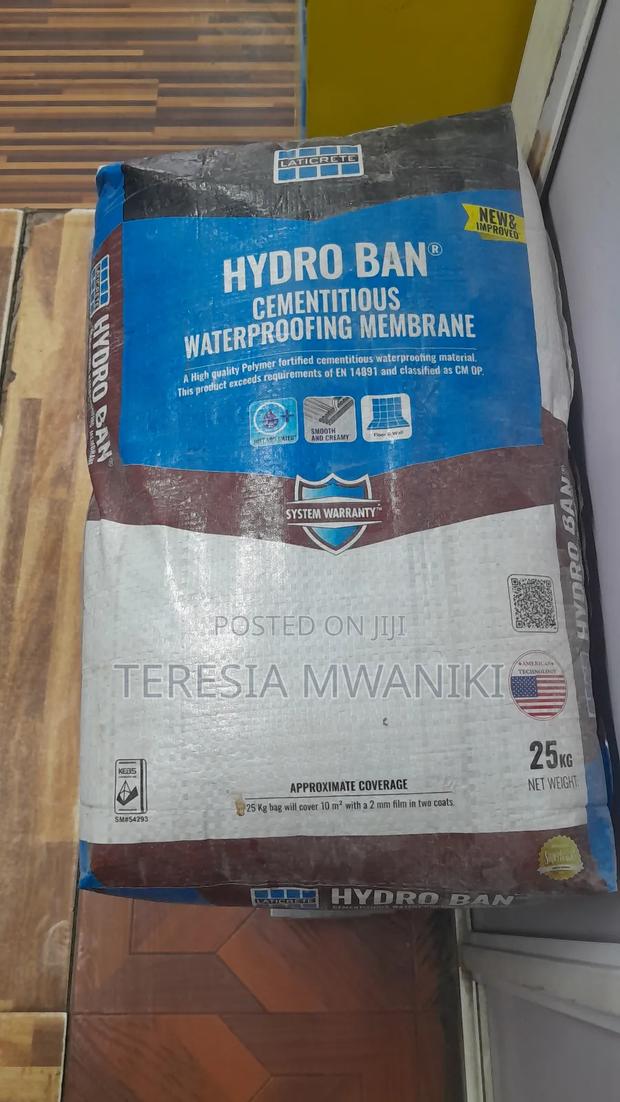 LATICRETE
NEW &
IMPROVED
HYDRO BAN®
CEMENTITIOUS
WATERPROOFING MEMBRANE
A High quality Polymer fortified cementitious waterproofing material.
This product exceeds requirements of EN 14891 and classified as CM OP.
SMOOTH
AND CREAMY
Floor & Wall
SYSTEM WARRANTY™
HYDRO BAN®
HYDRO BAN®
POSTED ON JIJI
TERESIA MWANIKI
AMERICAN
TECHNOLOGY
25KG
NET WEIGHT
KEBS
SM#54293
APPROXIMATE COVERAGE
25 Kg bag will cover 10 m² with a 2 mm film in two coats.
LATICRETE
HYDRO BAN